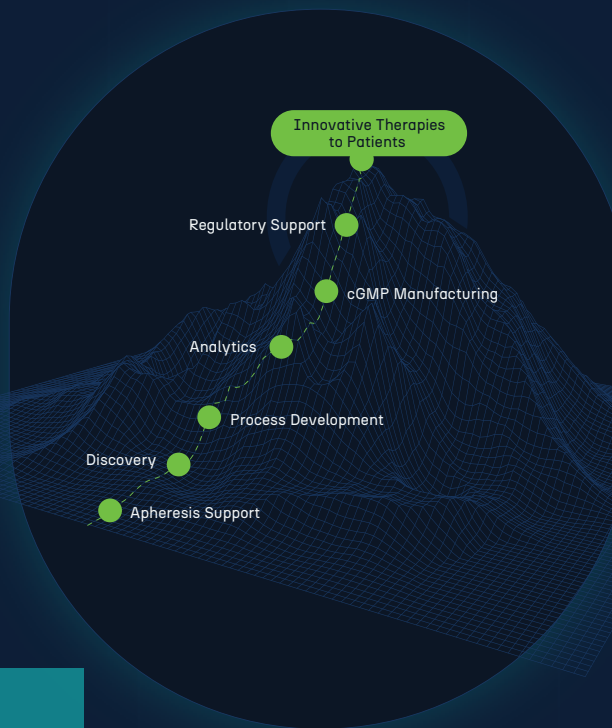 Innovative Therapies
to Patients
Regulatory Support
cGMP Manufacturing
Analytics
Process Development
Discovery
Apheresis Support